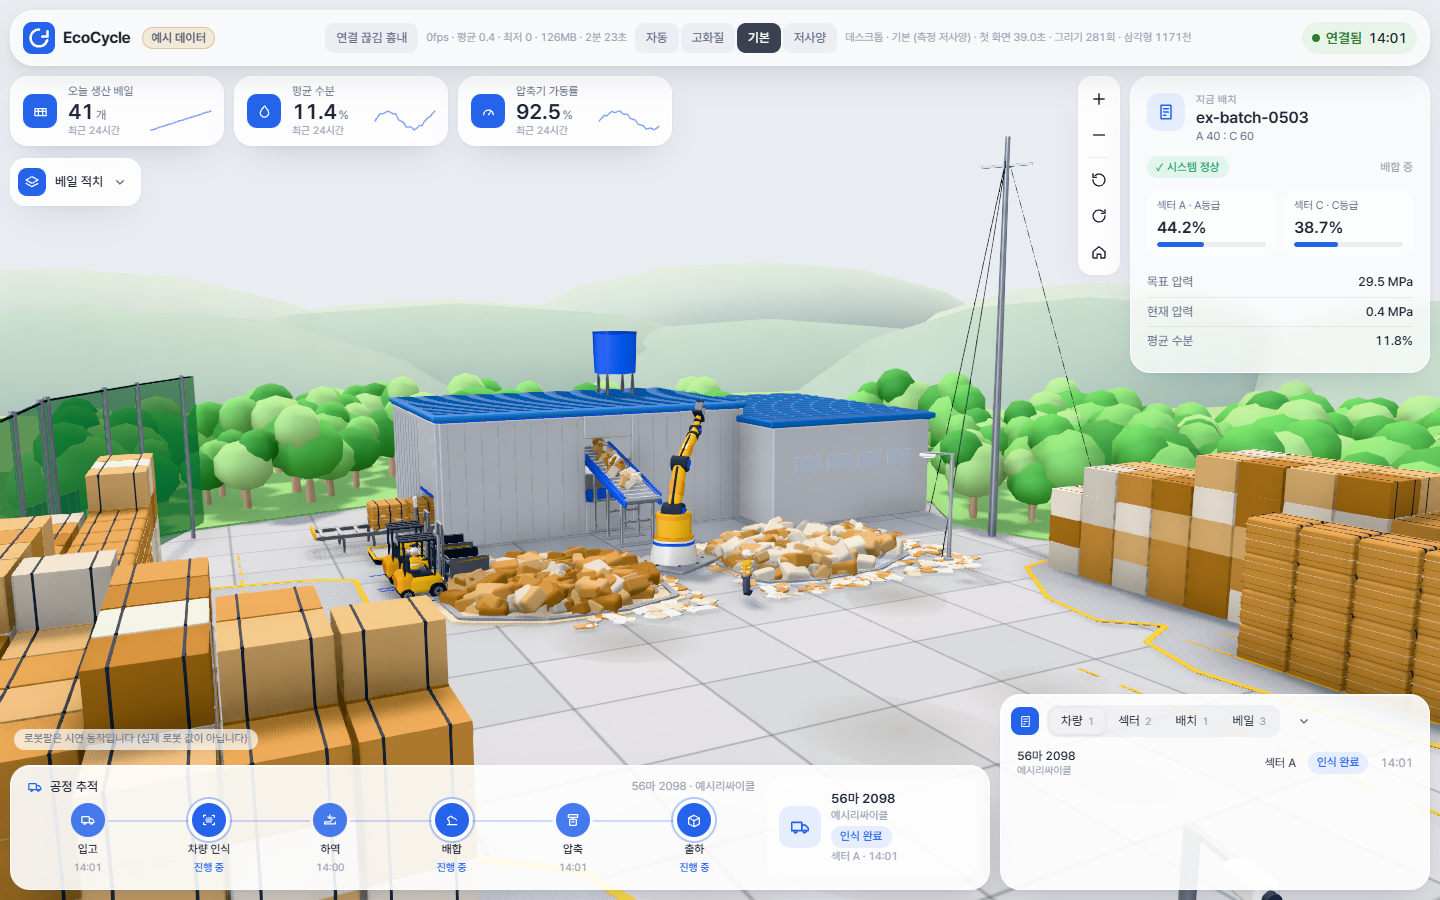 EcoCycle
예시 데이터
연결 끊김 흉내
0fps · 평균 0.4 · 최저 0 · 126MB · 2분 23초
자동
고화질
기본
저사양
데스크톱 · 기본 (측정 저사양) · 첫 화면 39.0초 · 그리기 281회 · 삼각형 1171천
연결됨 14:01
오늘 생산 베일
41 개
최근 24시간
평균 수분
11.4 %
최근 24시간
압축기 가동률
92.5 %
최근 24시간
베일 적치
지금 배치
ex-batch-0503
A 40 : C 60
✓ 시스템 정상
배합 중
섹터 A · A등급
44.2%
섹터 C · C등급
38.7%
목표 압력 29.5 MPa
현재 압력 0.4 MPa
평균 수분 11.8%
로봇팔은 시연 동작입니다 (실제 로봇 값이 아닙니다)
공정 추적
56마 2098 · 예시리싸이클
입고
14:01
차량 인식
진행 중
하역
14:00
배합
진행 중
압축
14:01
출하
진행 중
56마 2098
예시리싸이클
인식 완료
섹터 A · 14:01
차량 1
섹터 2
배치 1
베일 3
56마 2098
예시리싸이클
섹터 A
인식 완료
14:01